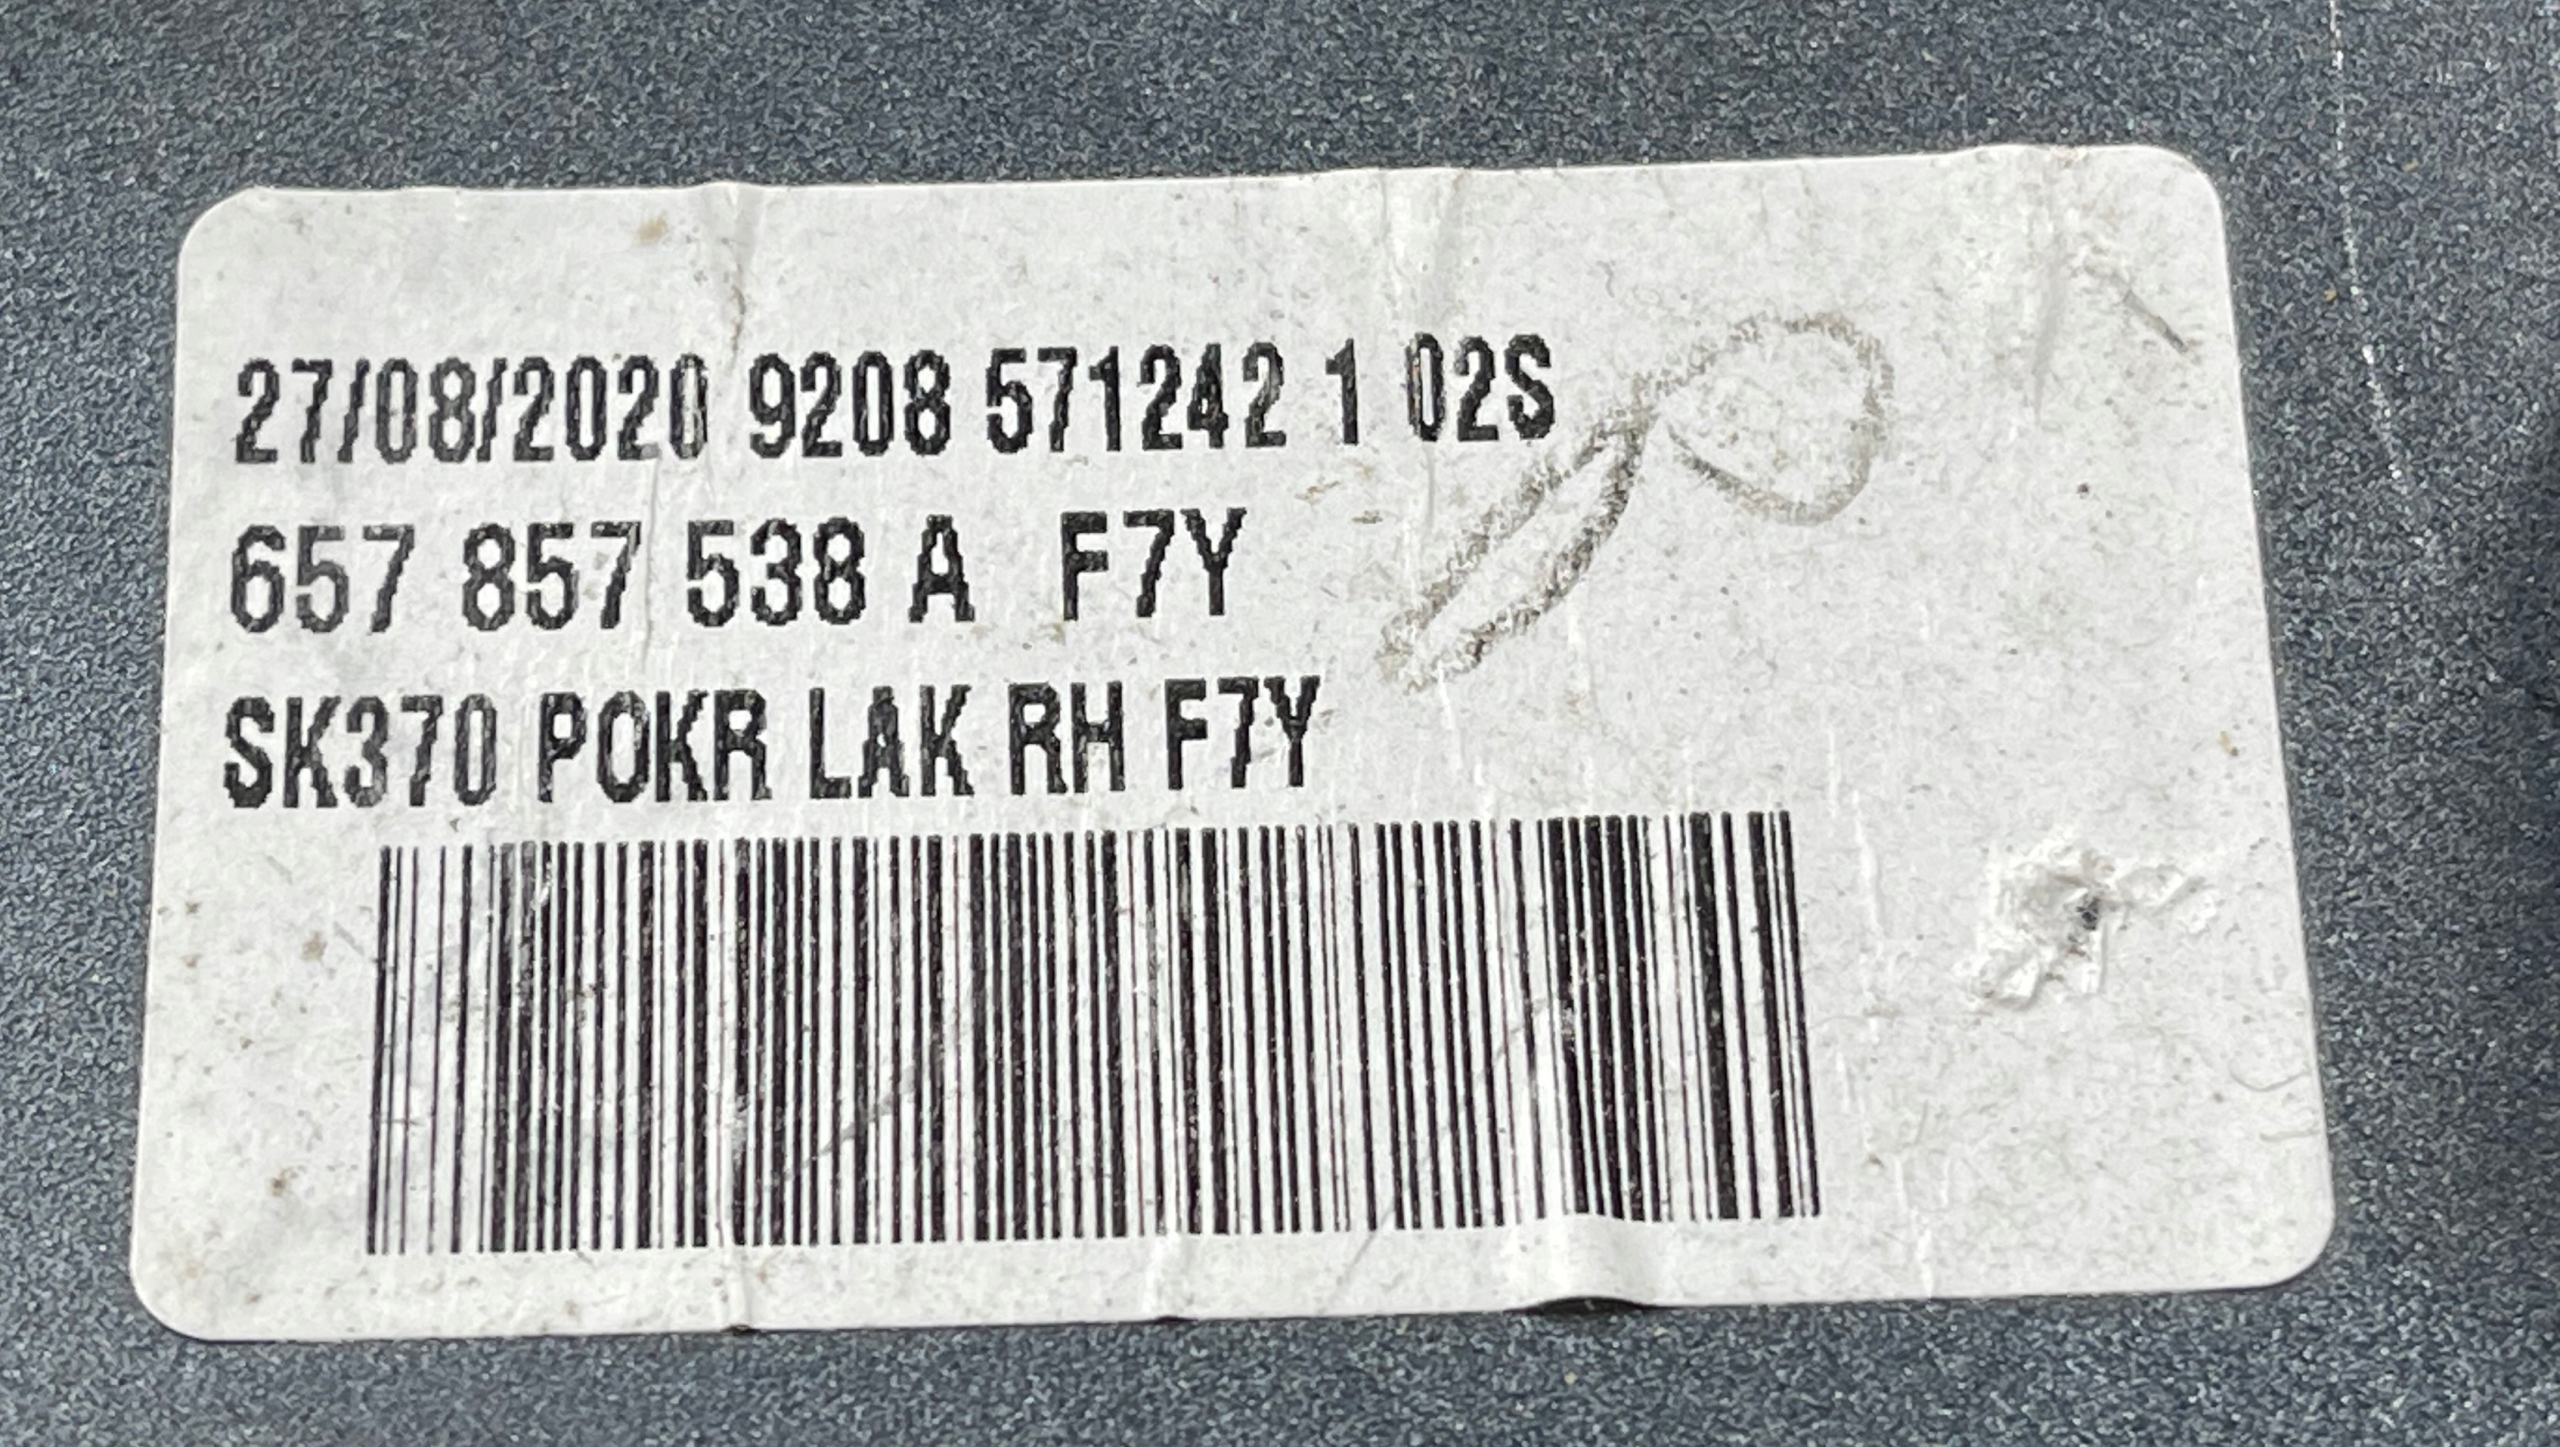 27/08/2020 9208 571242 1 02S
657 857 538 A F7Y
SK370 POKR LAK RH F7Y